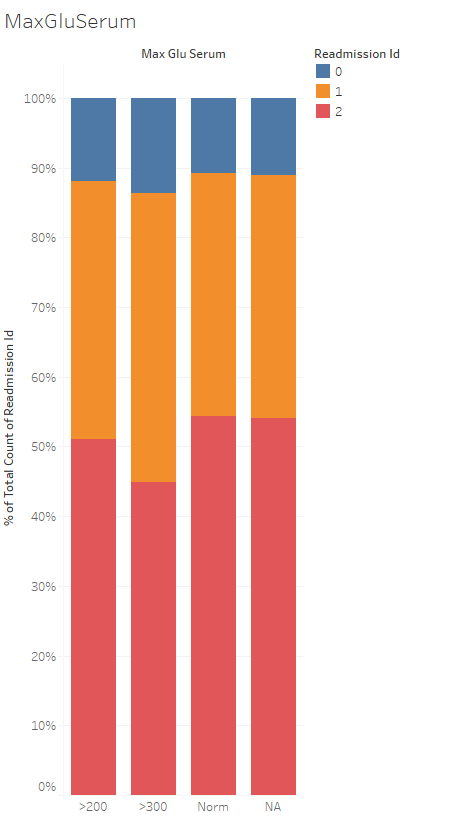 MaxGluSerum
Max Glu Serum
Readmission Id
0
1
2
% of Total Count of Readmission Id
100%
90%
80%
70%
60%
50%
40%
30%
20%
10%
0%
>200 >300 Norm NA